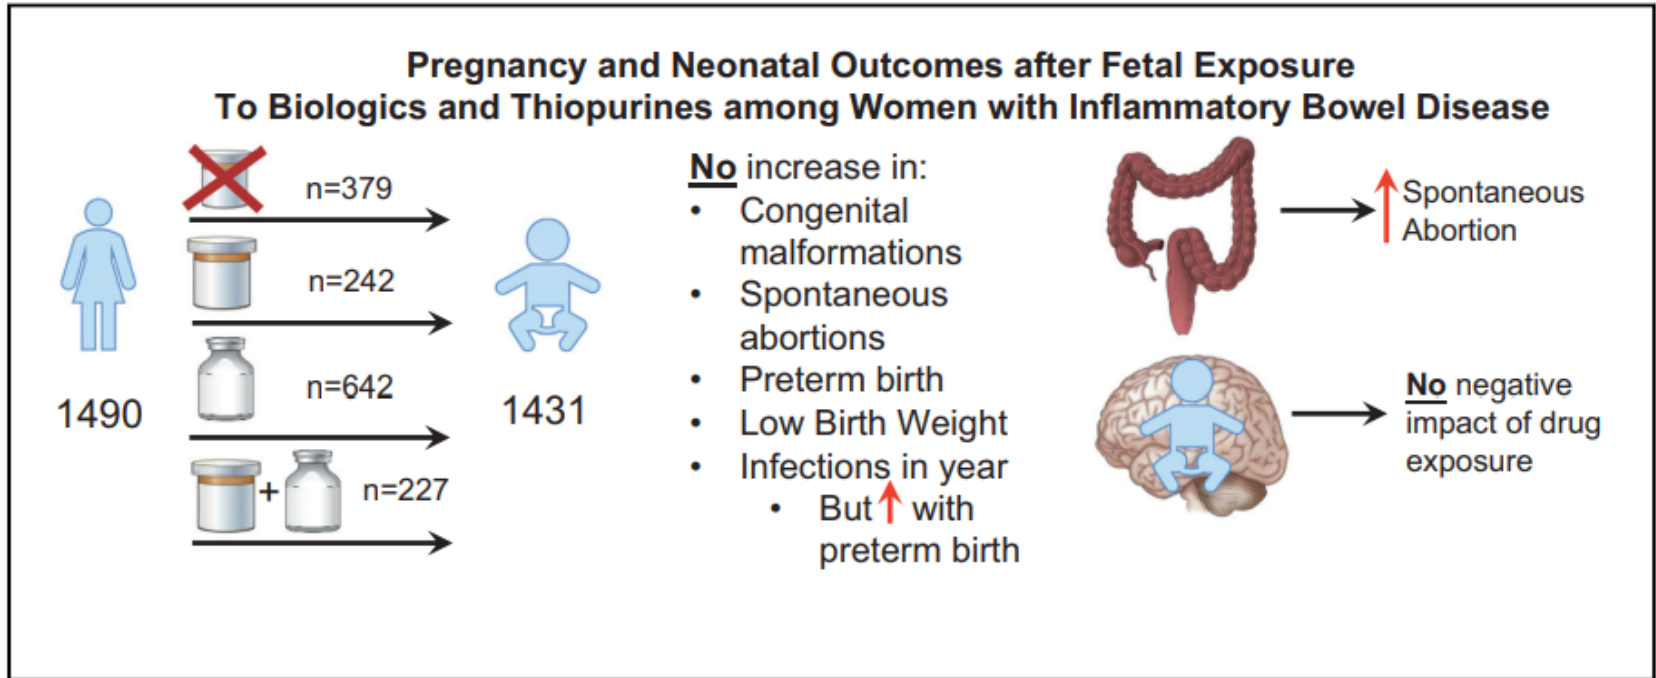 Pregnancy and Neonatal Outcomes after Fetal Exposure
To Biologics and Thiopurines among Women with Inflammatory Bowel Disease
1490
n=379
n=242
n=642
+
n=227
1431
No increase in:
• Congenital
malformations
• Spontaneous
abortions
• Preterm birth
• Low Birth Weight
• Infections in year
• But ↑ with
preterm birth
↑ Spontaneous
Abortion
No negative
impact of drug
exposure